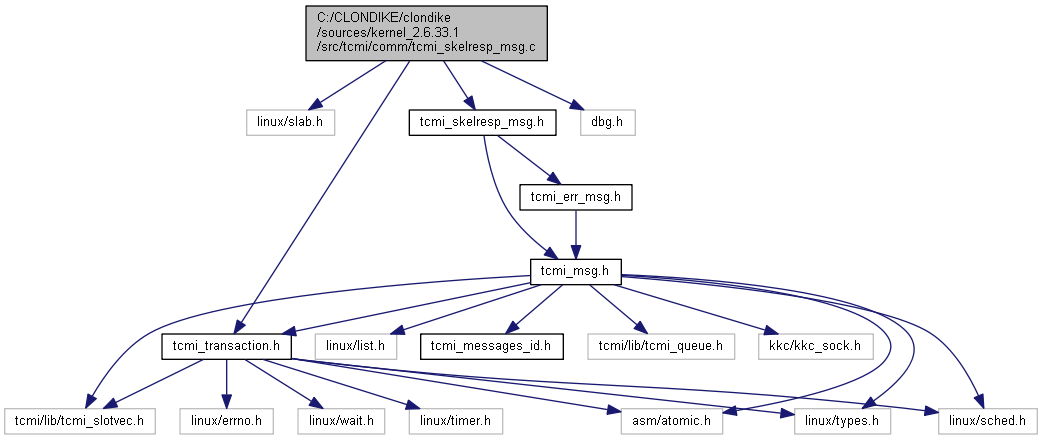 C:/CLONDIKE/clondike
/sources/kernel_2.6.33.1
/src/tcmi/comm/tcmi_skelresp_msg.c
linux/slab.h
tcmi_skelresp_msg.h
dbg.h
tcmi_err_msg.h
tcmi_msg.h
tcmi_transaction.h
linux/list.h
tcmi_messages_id.h
tcmi/lib/tcmi_queue.h
kkc/kkc_sock.h
tcmi/lib/tcmi_slotvec.h
linux/errno.h
linux/wait.h
linux/timer.h
asm/atomic.h
linux/types.h
linux/sched.h